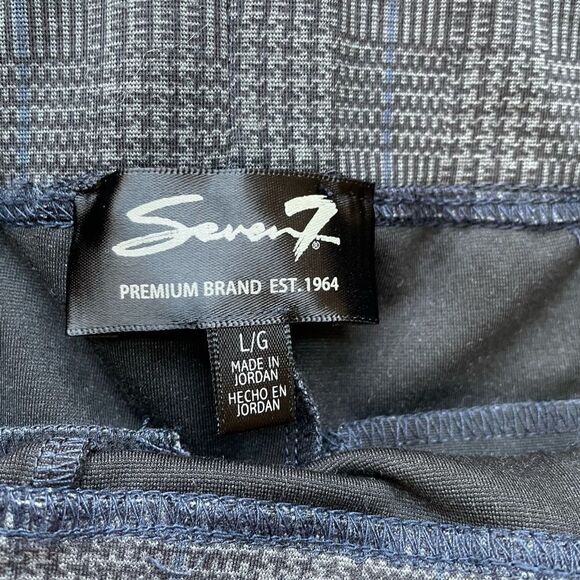 Seven7®
PREMIUM BRAND EST.1964
L/G
MADE IN
JORDAN
HECHO EN
JORDAN